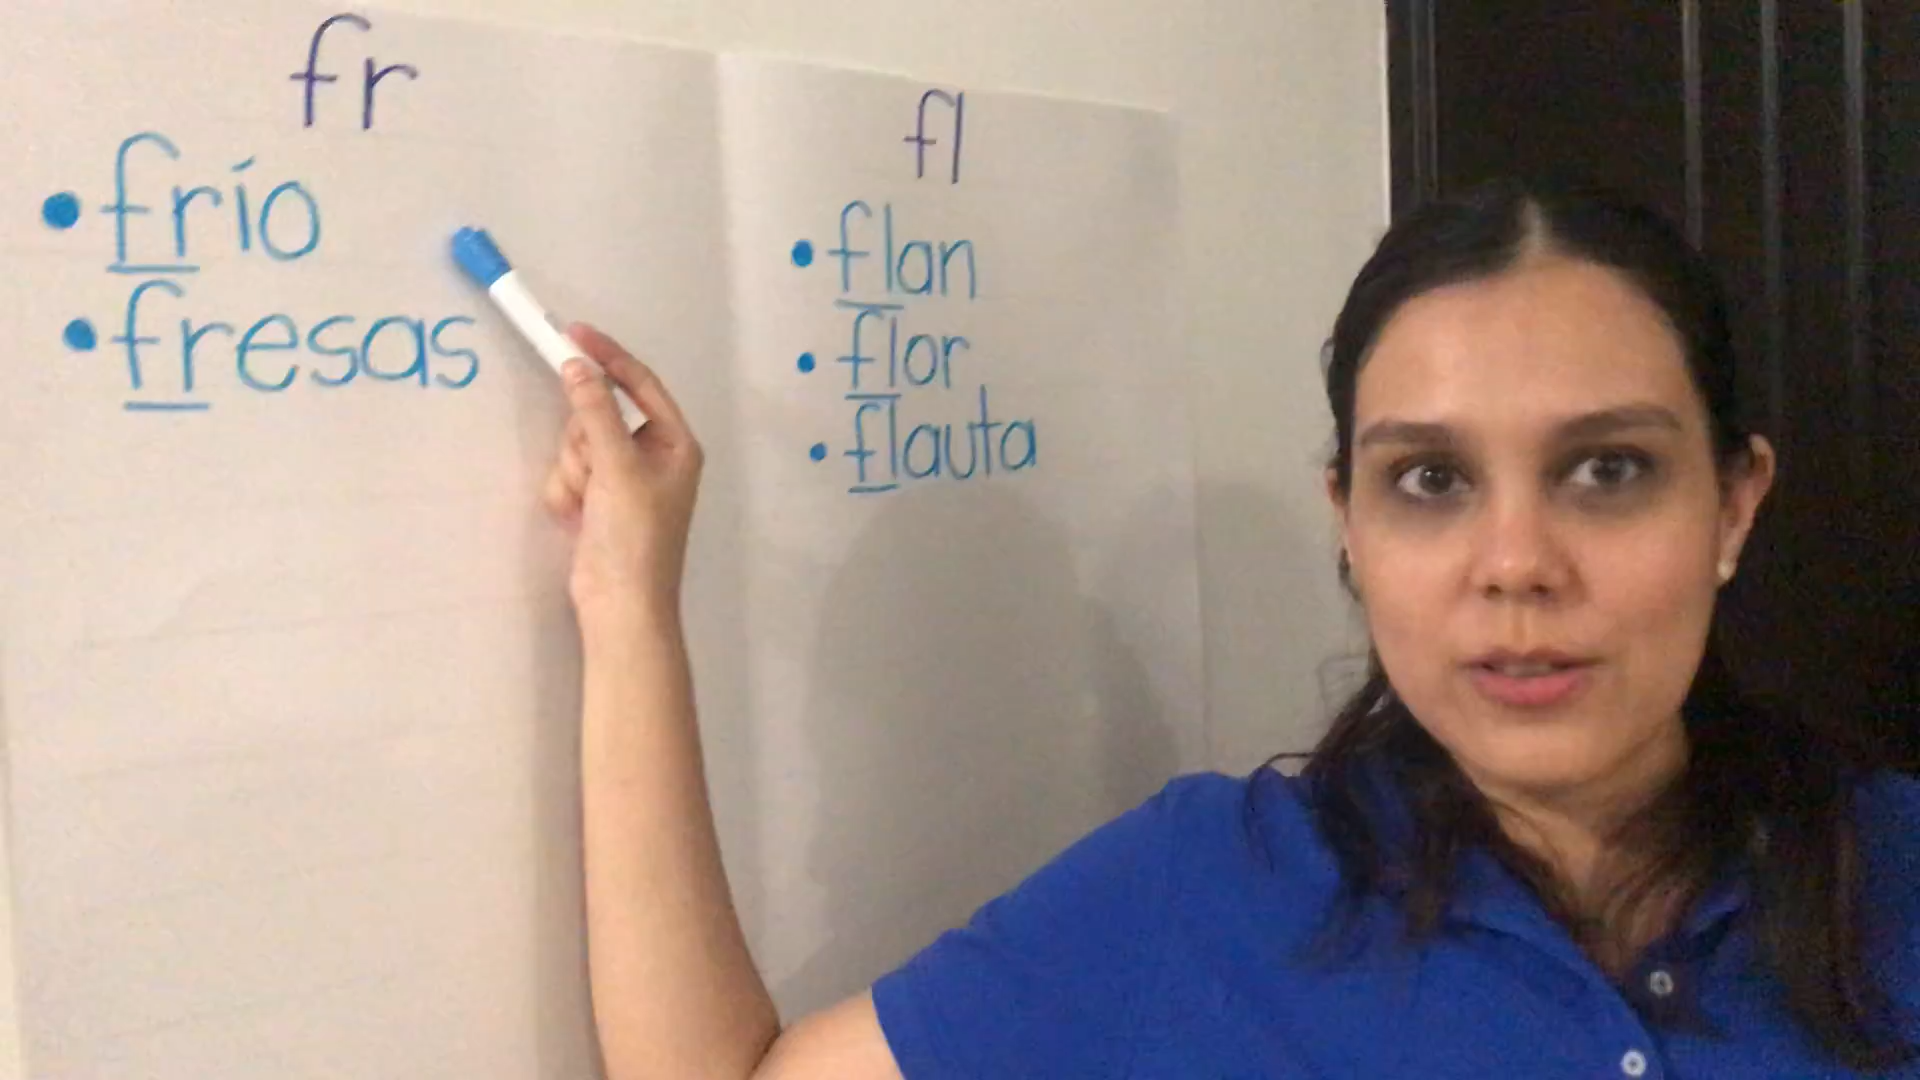 fr
• frío
• fresas
fl
• flan
• flor
• flauta